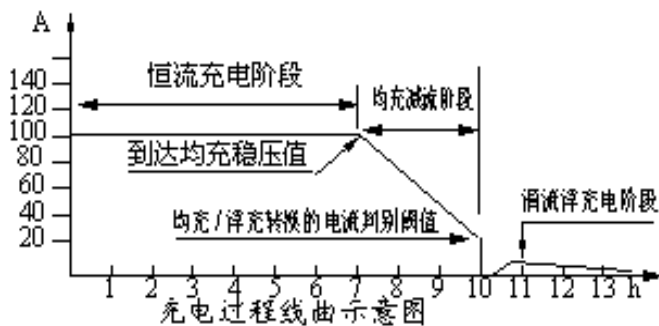 A
恒流充电阶段
均充减流阶段
140
120
100
80
60
40
20
到达均充稳压值
均充/浮充转换的电流判别阈值
涓流浮充电阶段
1 2 3 4 5 6 7 8 9 10 11 12 13 h
充电过程线曲示意图